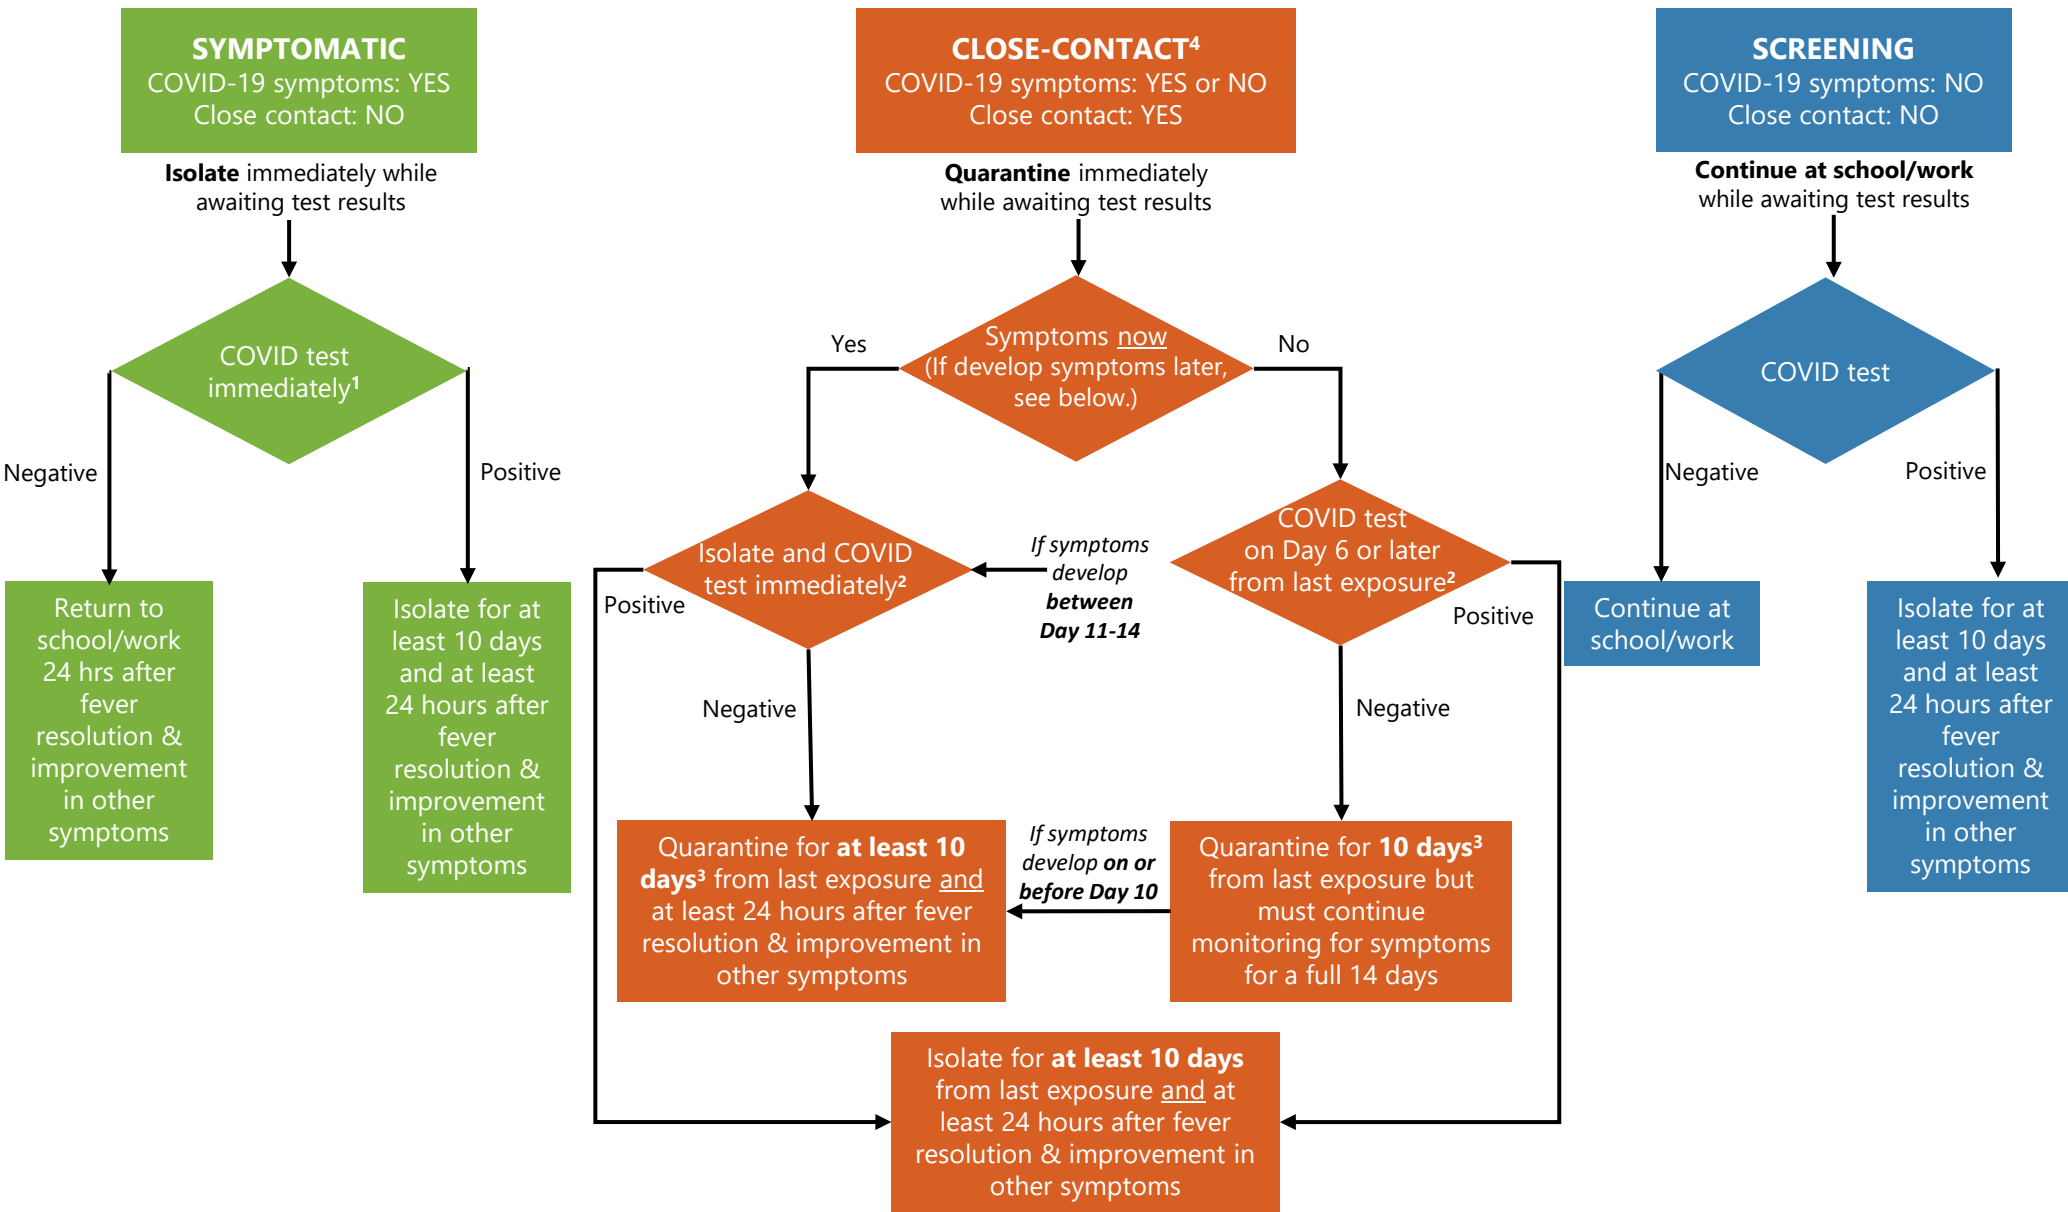 SYMPTOMATIC
COVID-19 symptoms: YES
Close contact: NO
Isolate immediately while
awaiting test results
COVID test
immediately¹
Negative
Positive
Return to
school/work
24 hrs after
fever
resolution &
improvement
in other
symptoms
Isolate for at
least 10 days
and at least
24 hours after
fever
resolution &
improvement
in other
symptoms
CLOSE-CONTACT⁴
COVID-19 symptoms: YES or NO
Close contact: YES
Quarantine immediately
while awaiting test results
Symptoms now
(If develop symptoms later,
see below.)
Yes
No
Isolate and COVID
test immediately²
If symptoms
develop
between
Day 11-14
COVID test
on Day 6 or later
from last exposure²
Positive
Positive
Negative
Negative
Quarantine for at least 10
days³ from last exposure and
at least 24 hours after fever
resolution & improvement in
other symptoms
If symptoms
develop on or
before Day 10
Quarantine for 10 days³
from last exposure but
must continue
monitoring for symptoms
for a full 14 days
Isolate for at least 10 days
from last exposure and at
least 24 hours after fever
resolution & improvement in
other symptoms
SCREENING
COVID-19 symptoms: NO
Close contact: NO
Continue at school/work
while awaiting test results
COVID test
Negative
Positive
Continue at
school/work
Isolate for at
least 10 days
and at least
24 hours after
fever
resolution &
improvement
in other
symptoms